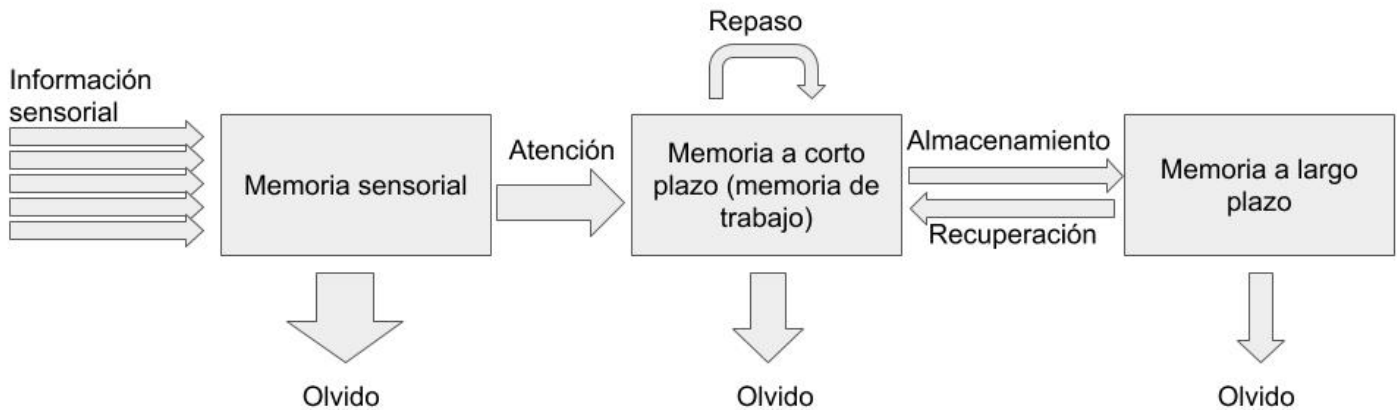 Repaso
Información
sensorial
Memoria sensorial
Atención
Memoria a corto
plazo (memoria de
trabajo)
Almacenamiento
Recuperación
Memoria a largo
plazo
Olvido
Olvido
Olvido